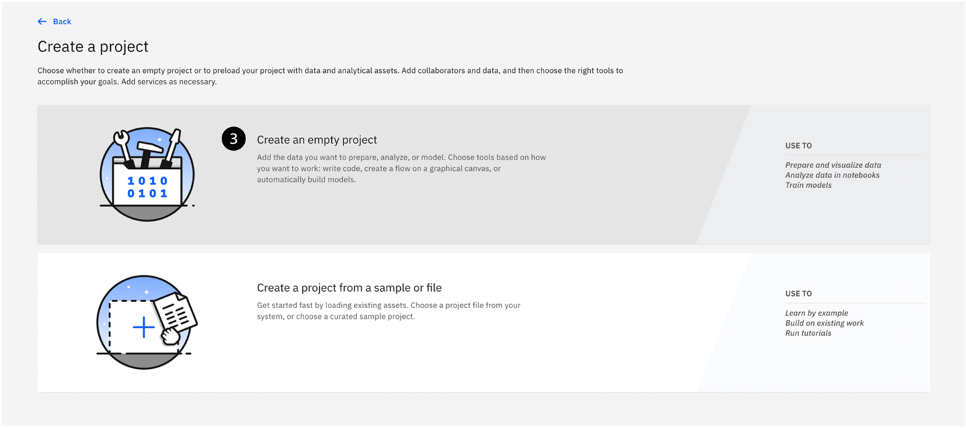 Back
Create a project
Choose whether to create an empty project or to preload your project with data and analytical assets. Add collaborators and data, and then choose the right tools to
accomplish your goals. Add services as necessary.
3
Create an empty project
Add the data you want to prepare, analyze, or model. Choose tools based on how
you want to work: write code, create a flow on a graphical canvas, or
automatically build models.
1010
0101
USE TO
Prepare and visualize data
Analyze data in notebooks
Train models
Create a project from a sample or file
Get started fast by loading existing assets. Choose a project file from your
system, or choose a curated sample project.
USE TO
Learn by example
Build on existing work
Run tutorials